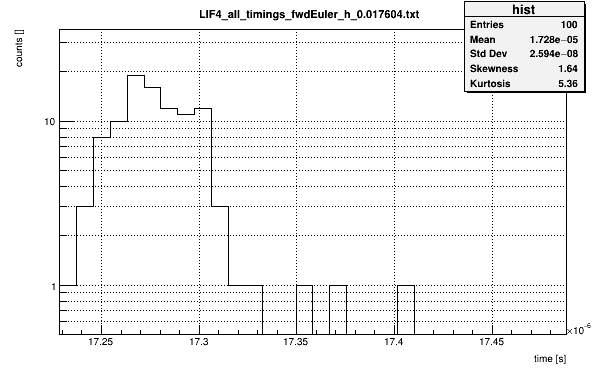 LIF4_all_timings_fwdEuler_h_0.017604.txt
hist
Entries 100
Mean 1.728e−05
Std Dev 2.594e−08
Skewness 1.64
Kurtosis 5.36
counts []
10
1
17.25 17.3 17.35 17.4 17.45
×10−6
time [s]